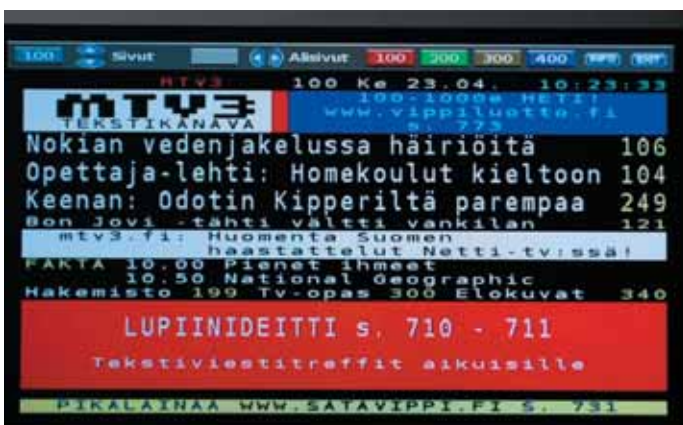 100 Sivut Alisivut 100 200 300 400 INFO EXIT
MTV3 100 Ke 23.04. 10:23:33
mTV3
TEKSTIKANAVA
100-1000e HETI!
www.vippiluotto.fi
s. 773
Nokian vedenjakelussa häiriöitä 106
Opettaja-lehti: Homekoulut kieltoon 104
Keenan: Odotin Kipperiltä parempaa 249
Bon Jovi -tähti vältti vankilan 121
mtv3.fi: Huomenta Suomen
haastattelut Netti-tv:ssä!
FAKTA 10.00 Pienet ihmeet
10.50 National Geographic
Hakemisto 199 Tv-opas 300 Elokuvat 340
LUPIINIDEITTI s. 710 - 711
Tekstiviestitreffit aikuisille
PIKALAINAA WWW.SATAVIPPI.FI S. 731